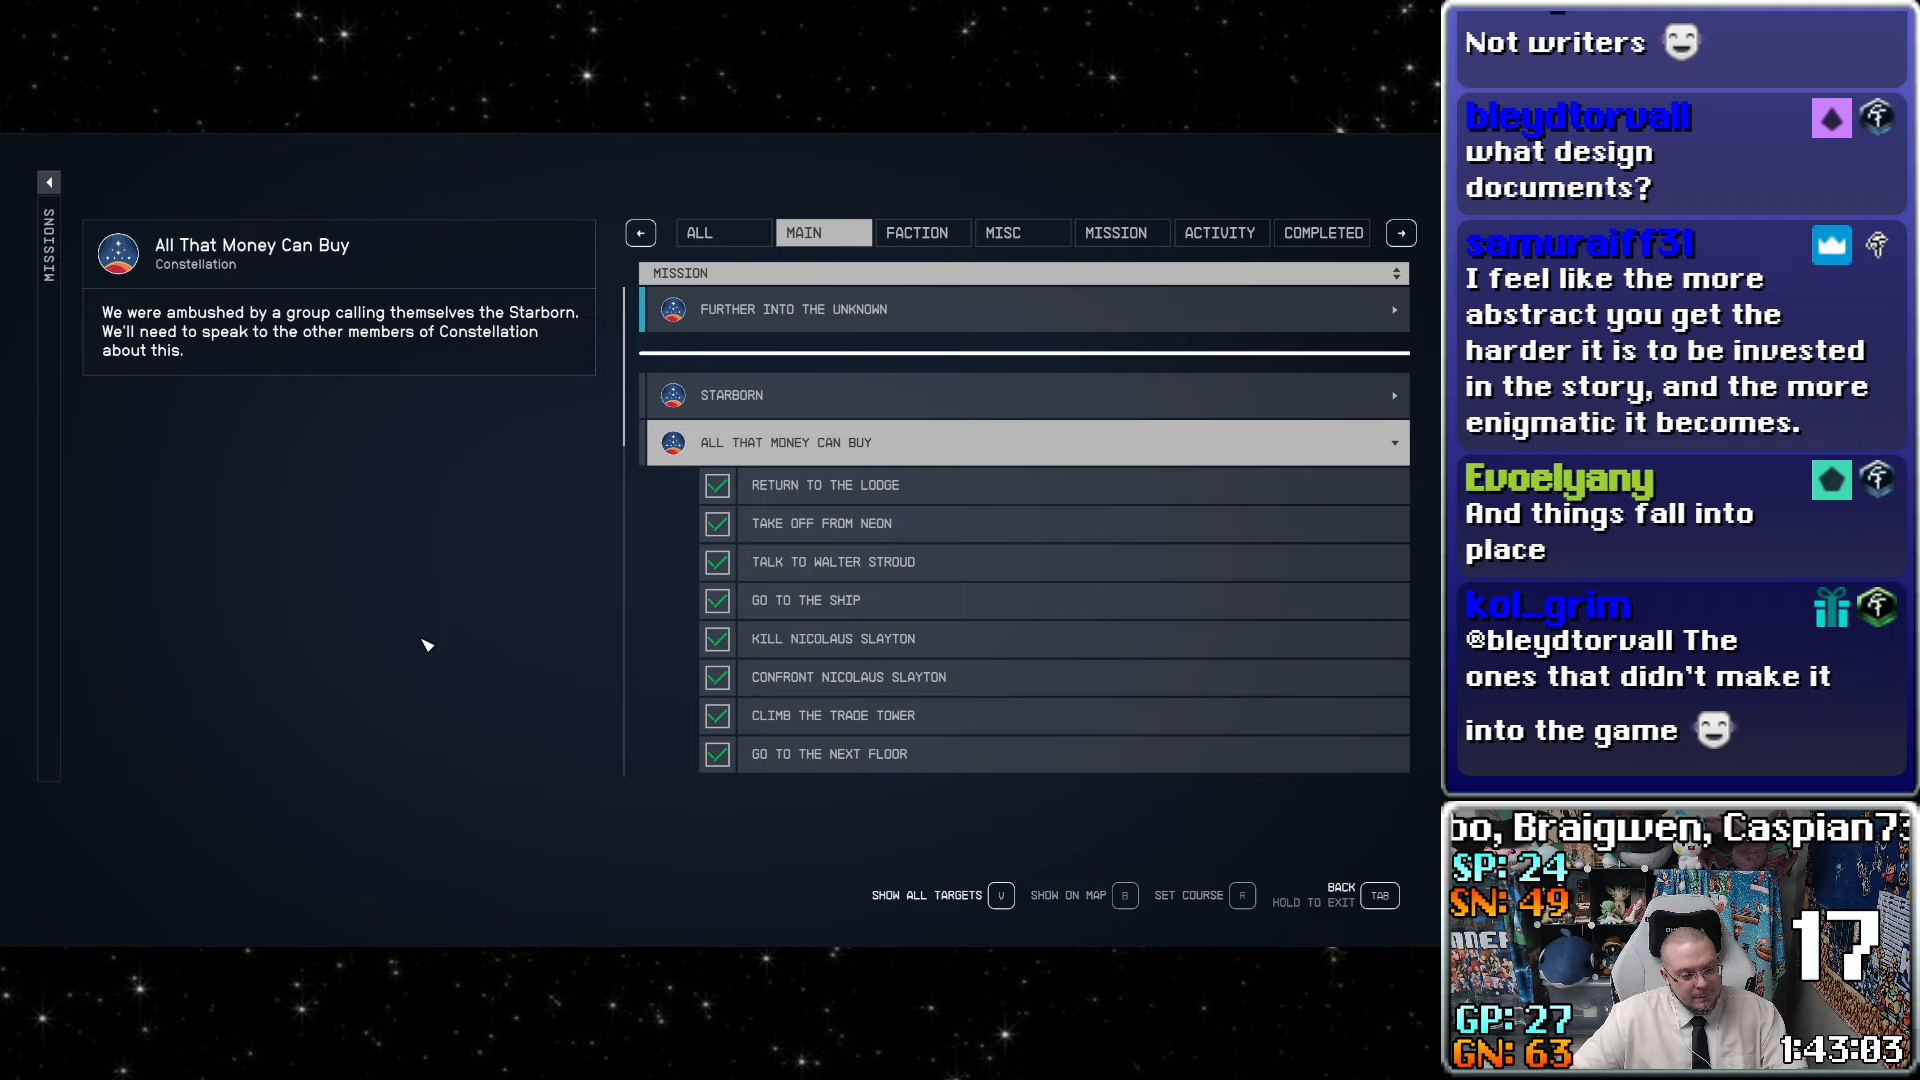 MISSIONS
All That Money Can Buy
Constellation
We were ambushed by a group calling themselves the Starborn.
We'll need to speak to the other members of Constellation
about this.
ALL
MAIN
FACTION
MISC
MISSION
ACTIVITY
COMPLETED
MISSION
FURTHER INTO THE UNKNOWN
STARBORN
ALL THAT MONEY CAN BUY
RETURN TO THE LODGE
TAKE OFF FROM NEON
TALK TO WALTER STROUD
GO TO THE SHIP
KILL NICOLAUS SLAYTON
CONFRONT NICOLAUS SLAYTON
CLIMB THE TRADE TOWER
GO TO THE NEXT FLOOR
SHOW ALL TARGETS V
SHOW ON MAP B
SET COURSE R
BACK
HOLD TO EXIT TAB
Not writers
bleydtorvall
what design
documents?
samuraiff31
I feel like the more
abstract you get the
harder it is to be invested
in the story, and the more
enigmatic it becomes.
Evoelyany
And things fall into
place
kol_grim
@bleydtorvall The
ones that didn't make it
into the game
oo, Braigwen, Caspian73
SP: 24
SN: 49
17
GP: 27
GN: 63
1:43:03